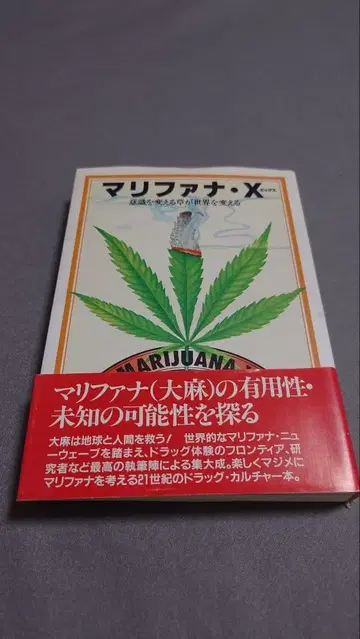 マリファナ・X
意識を変える草が世界を変える
MARIJUANA
マリファナ(大麻)の有用性・
未知の可能性を探る
大麻は地球と人間を救う! 世界的なマリファナ・ニュ
ーウェーブを踏まえ、ドラッグ体験のフロンティア、研
究者など最高の執筆陣による集大成。楽しくマジメに
マリファナを考える21世紀のドラッグ・カルチャー本。